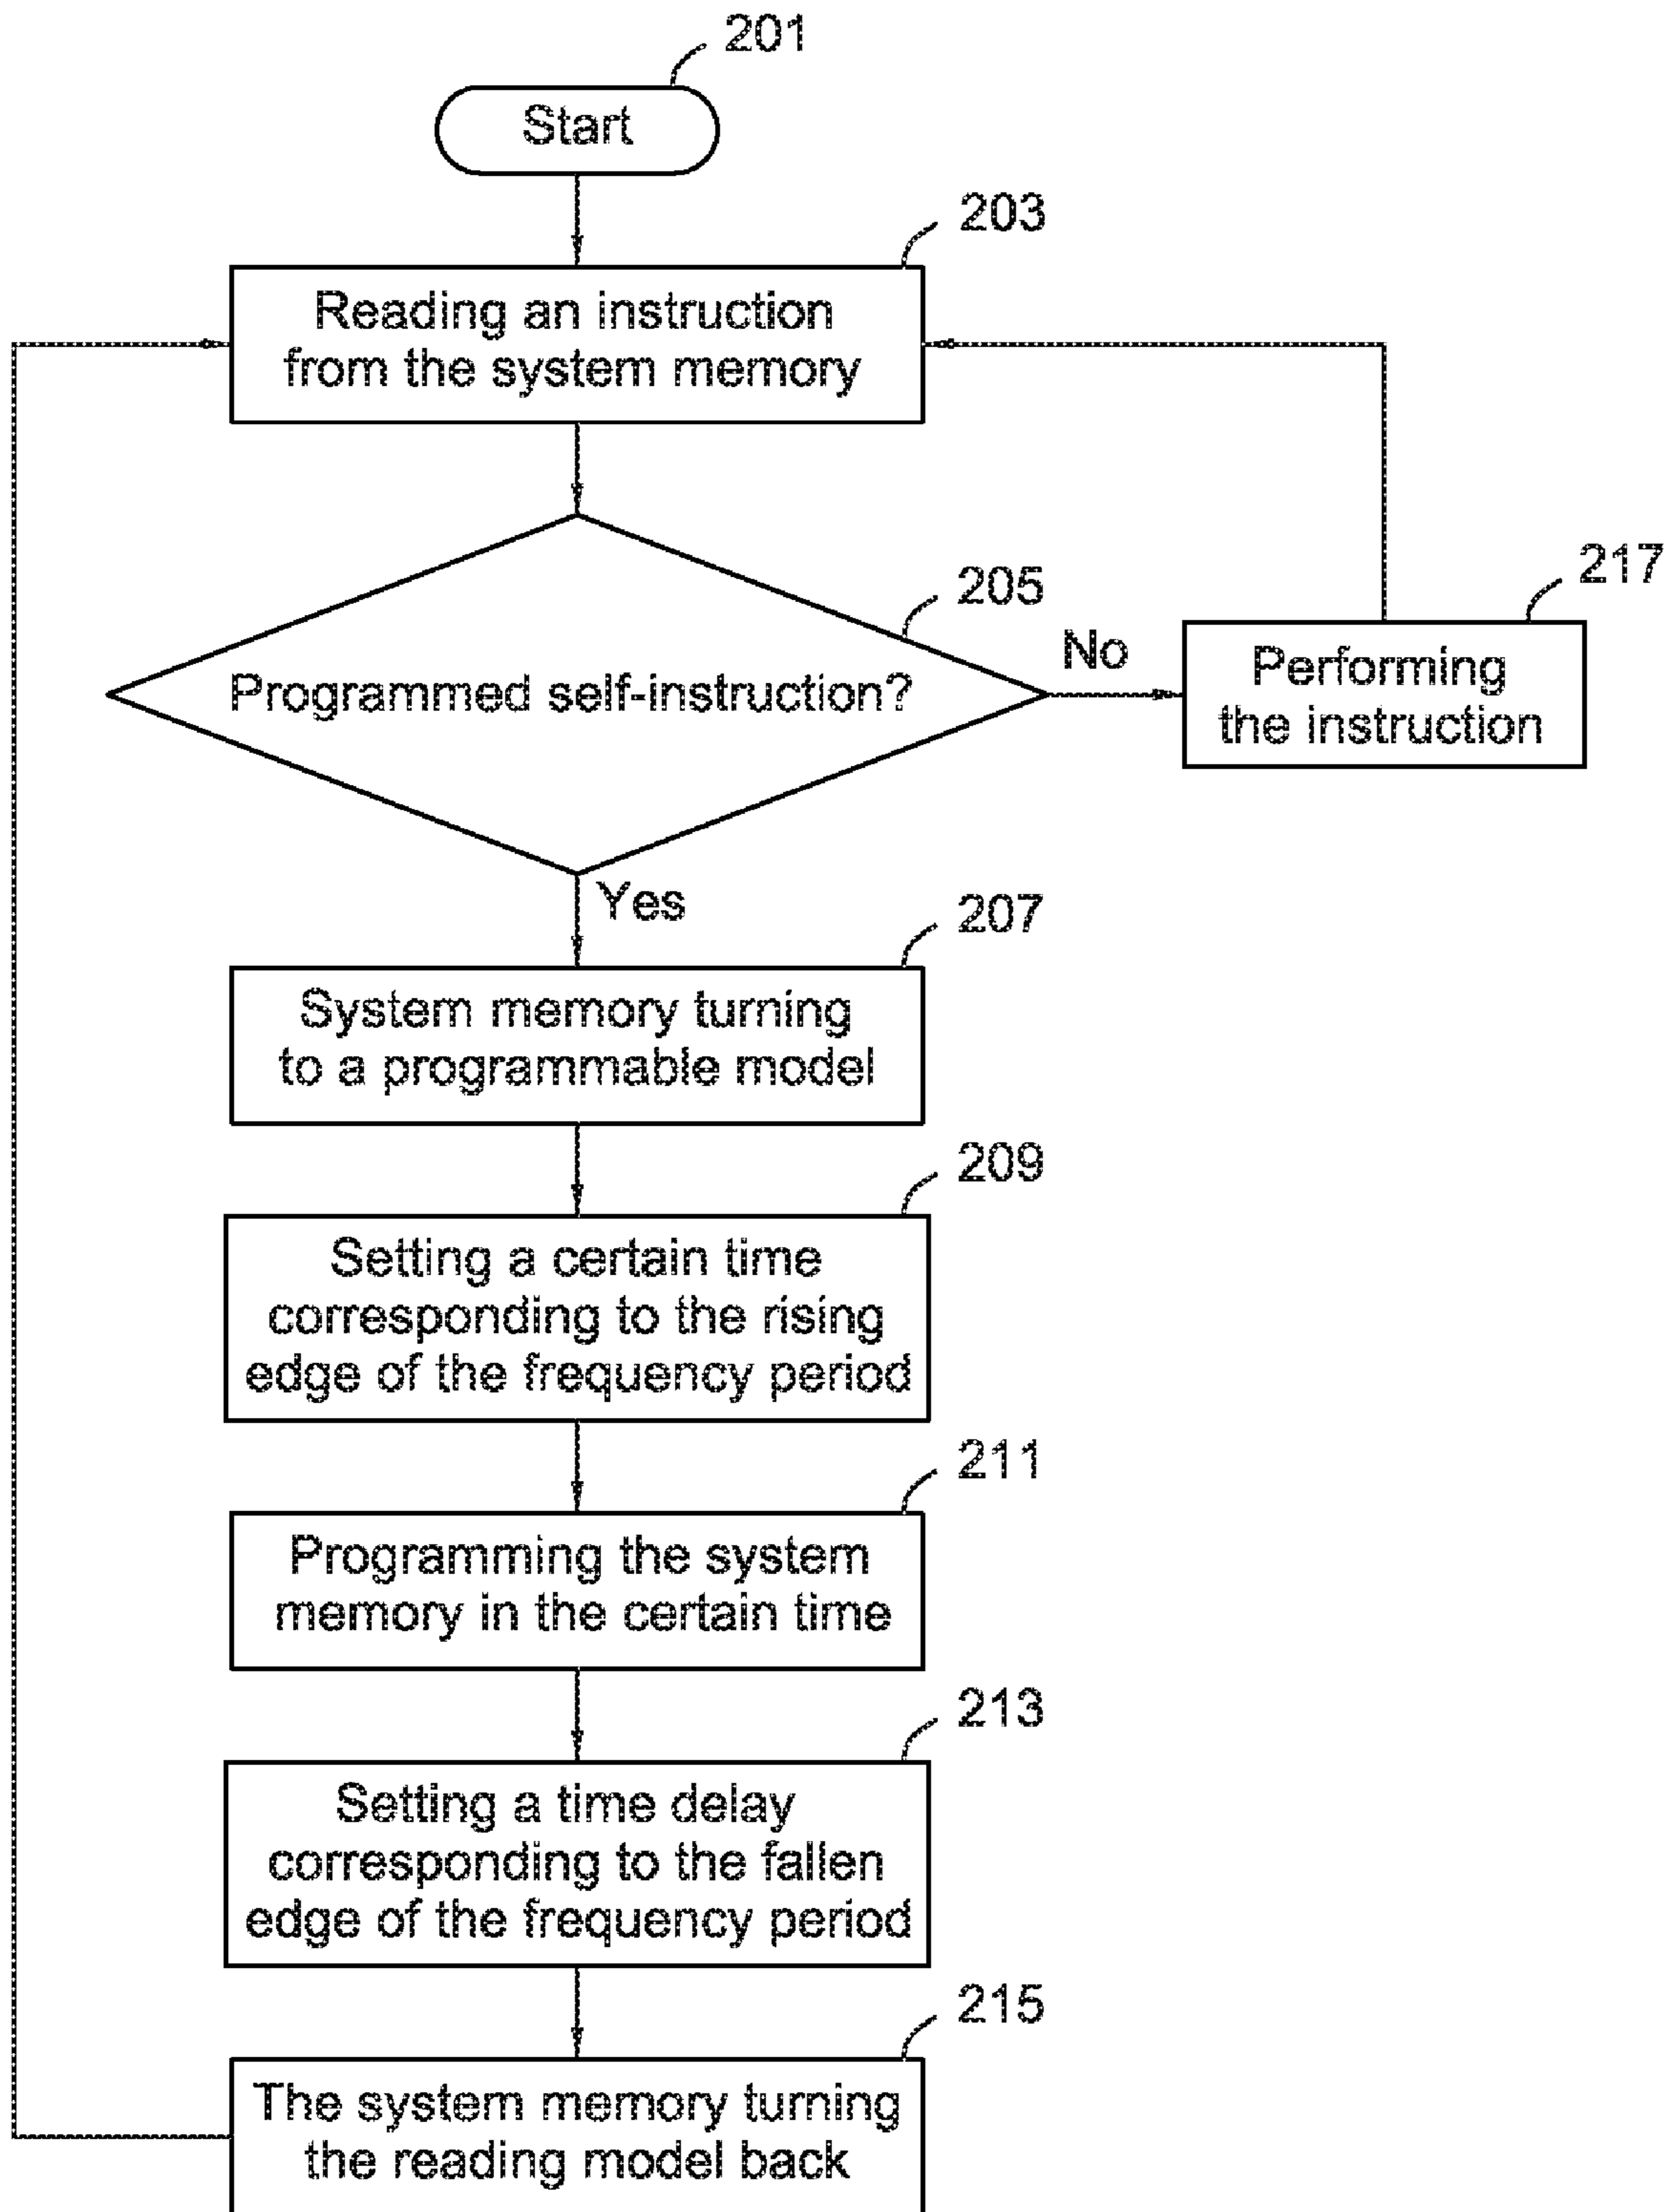 201
Start
203
Reading an instruction
from the system memory
205
Programmed self-instruction?
No
217
Performing
the instruction
Yes
207
System memory turning
to a programmable model
209
Setting a certain time
corresponding to the rising
edge of the frequency period
211
Programming the system
memory in the certain time
213
Setting a time delay
corresponding to the fallen
edge of the frequency period
215
The system memory turning
the reading model back